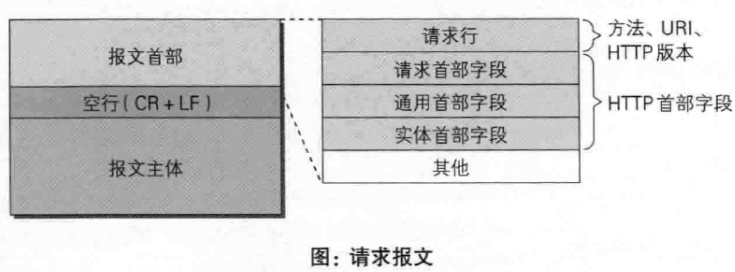 报文首部
空行(CR+LF)
报文主体
请求行
请求首部字段
通用首部字段
实体首部字段
其他
方法、URI、
HTTP版本
HTTP首部字段
图: 请求报文